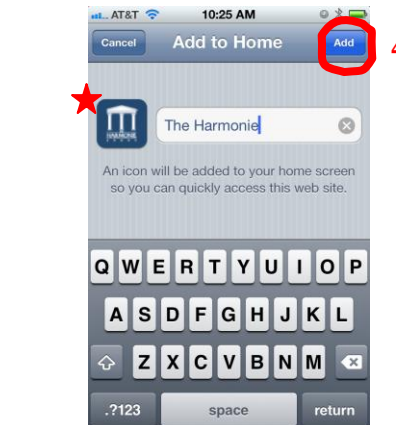 AT&T 10:25 AM
Cancel Add to Home Add
4
HARMONIE
The Harmonie
An icon will be added to your home screen
so you can quickly access this web site.
Q W E R T Y U I O P
A S D F G H J K L
Z X C V B N M
.?123 space return